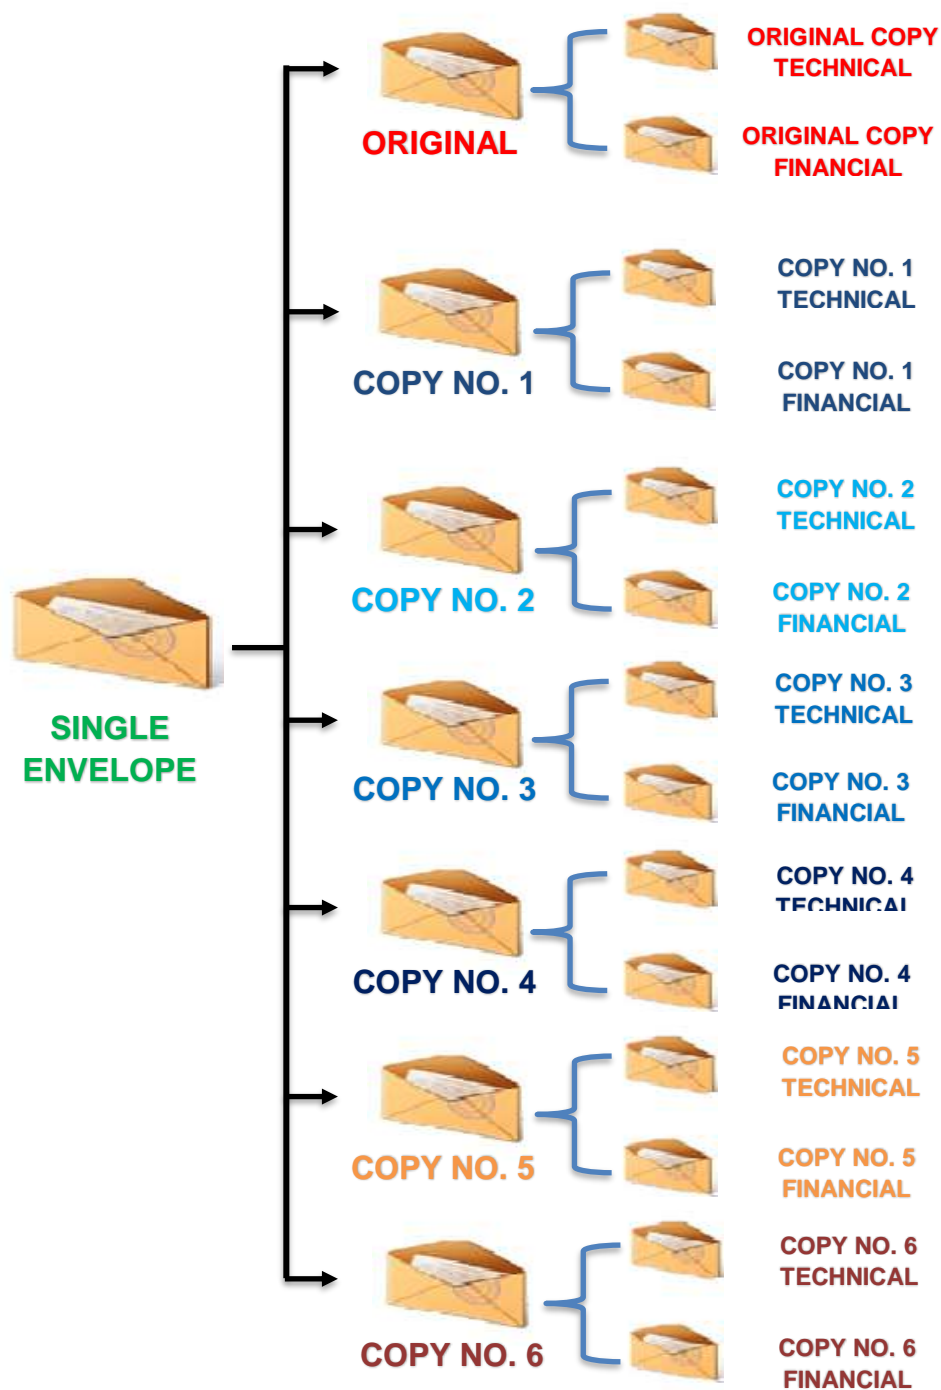 ORIGINAL COPY
TECHNICAL
ORIGINAL
ORIGINAL COPY
FINANCIAL
COPY NO. 1
TECHNICAL
COPY NO. 1
COPY NO. 1
FINANCIAL
COPY NO. 2
TECHNICAL
COPY NO. 2
COPY NO. 2
FINANCIAL
SINGLE
ENVELOPE
COPY NO. 3
TECHNICAL
COPY NO. 3
COPY NO. 3
FINANCIAL
COPY NO. 4
TECHNICAL
COPY NO. 4
COPY NO. 4
FINANCIAL
COPY NO. 5
TECHNICAL
COPY NO. 5
COPY NO. 5
FINANCIAL
COPY NO. 6
TECHNICAL
COPY NO. 6
COPY NO. 6
FINANCIAL